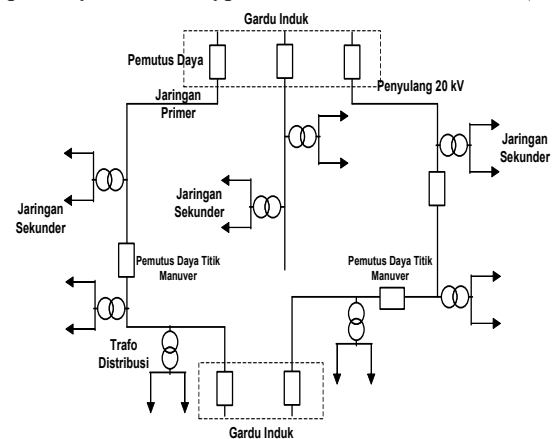 Gardu Induk
Pemutus Daya
Jaringan
Primer
Penyulang 20 kV
Jaringan
Sekunder
Jaringan
Sekunder
Jaringan
Sekunder
Pemutus Daya Titik
Manuver
Pemutus Daya Titik
Manuver
Trafo
Distribusi
Gardu Induk